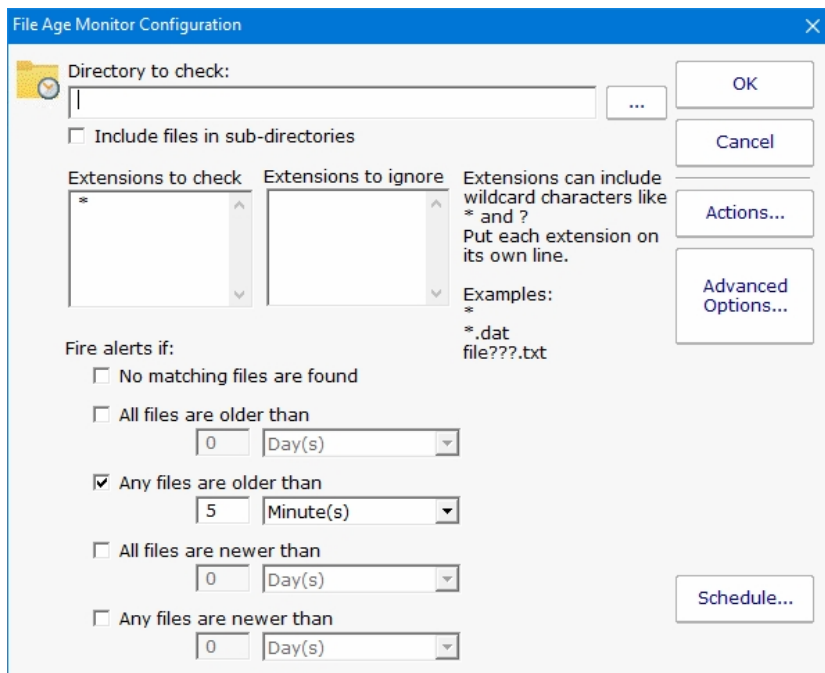 File Age Monitor Configuration
Directory to check:
...
OK
Include files in sub-directories
Cancel
Extensions to check
*
Extensions to ignore
Extensions can include
wildcard characters like
* and ?
Put each extension on
its own line.
Examples:
*
*.dat
file???.txt
Actions...
Advanced
Options...
Fire alerts if:
No matching files are found
All files are older than
0 Day(s)
Any files are older than
5 Minute(s)
All files are newer than
0 Day(s)
Any files are newer than
0 Day(s)
Schedule...